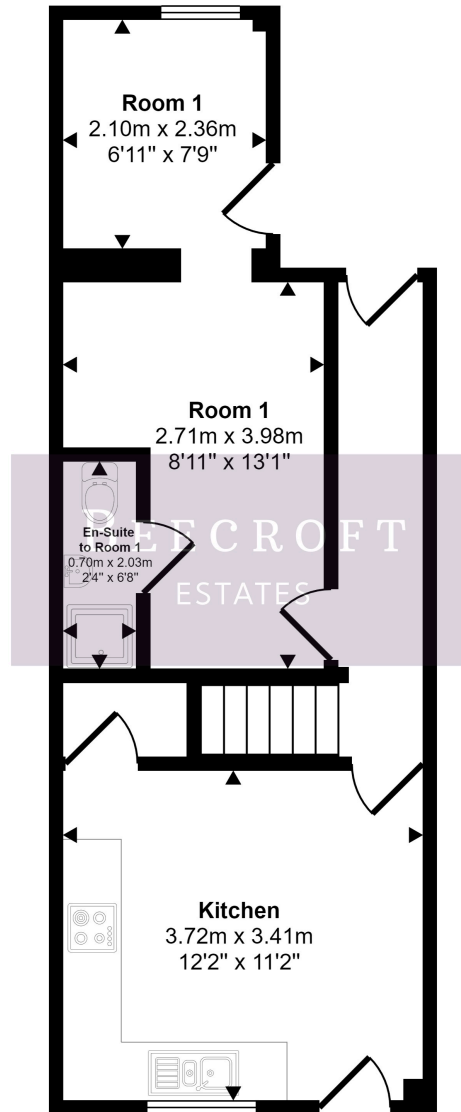 Room 1
2.10m x 2.36m
6'11" x 7'9"
Room 1
2.71m x 3.98m
8'11" x 13'1"
BEECROFT
ESTATES
En-Suite
to Room 1
0.70m x 2.03m
2'4" x 6'8"
Kitchen
3.72m x 3.41m
12'2" x 11'2"